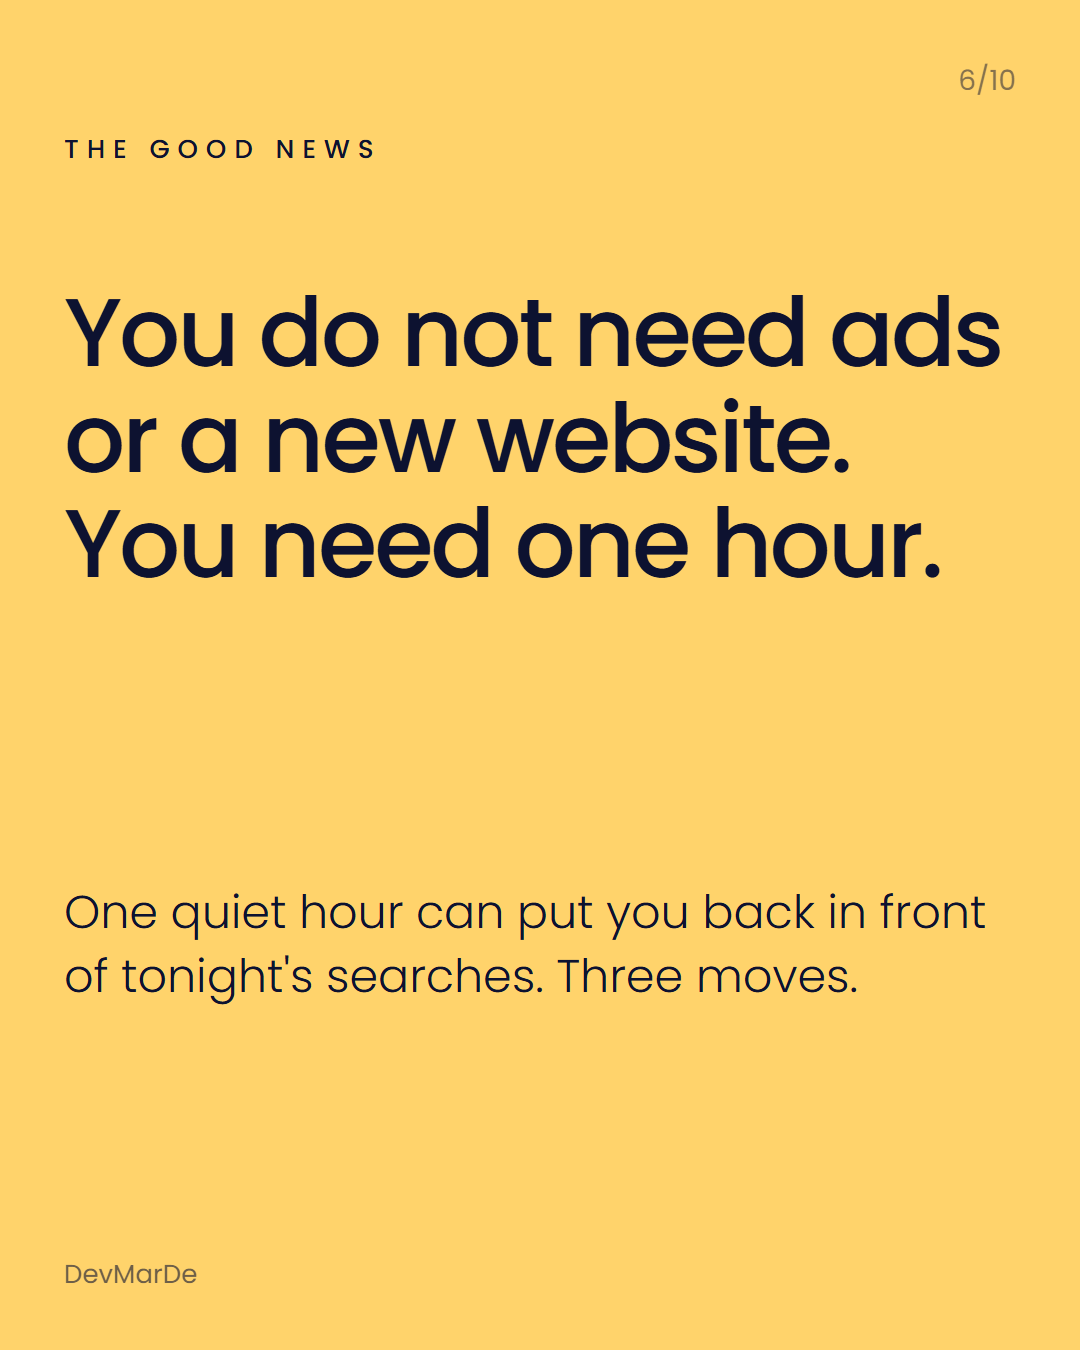 6/10
THE GOOD NEWS
You do not need ads
or a new website.
You need one hour.
One quiet hour can put you back in front
of tonight's searches. Three moves.
DevMarDe